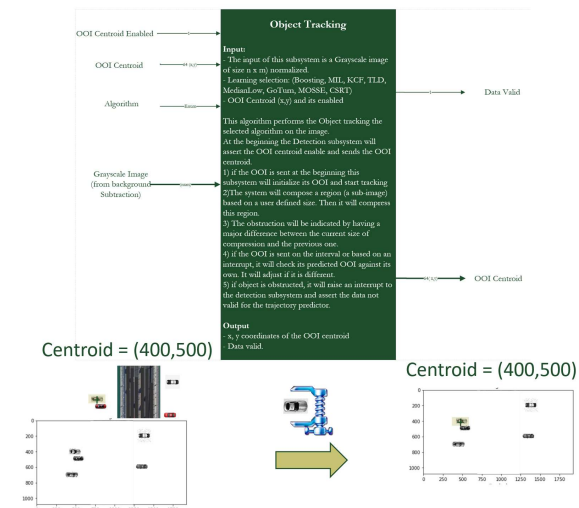 Object Tracking
OOI Centroid Enabled
OOI Centroid
Algorithm
Grayscale Image
(from background
Subtraction)
Input:
- The input of this subsystem is a Grayscale image
of size n x m) normalized.
- Learning selection: (Boosting, MIL, KCF, TLD,
MedianLow, GoTurn, MOSSE, CSRT)
- OOI Centroid (x,y) and its enabled
This algorithm performs the Object tracking the
selected algorithm on the image.
At the beginning the Detection subsystem will
assert the OOI centroid enable and sends the OOI
centroid.
1) if the OOI is sent at the beginning this
subsystem will initialize its OOI and start tracking
2)The system will compose a region (a sub-image)
based on a user defined size. Then it will compress
this region.
3) The obstruction will be indicated by having a
major difference between the current size of
compression and the previous one.
4) if the OOI is sent on the interval or based on an
interrupt, it will check its predicted OOI against its
own. It will adjust if it is different.
5) if object is obstructed, it will raise an interrupt to
the detection subsystem and assert the data not
valid for the trajectory predictor.
Output
- x, y coordinates of the OOI centroid
- Data valid.
Data Valid
OOI Centroid
Centroid = (400,500)
0
200
400
600
800
1000
Centroid = (400,500)
0
200
400
600
800
1000
0 250 500 750 1000 1250 1500 1750